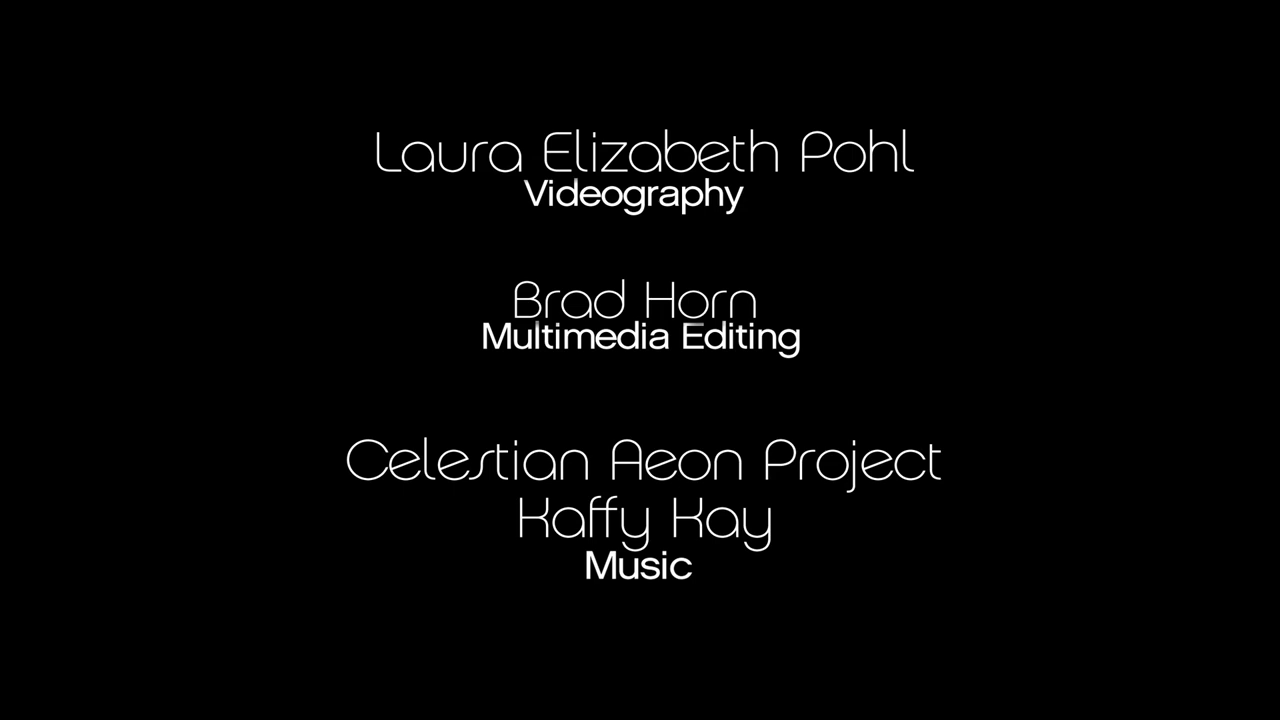 Laura Elizabeth Pohl
Videography
Brad Horn
Multimedia Editing
Celestian Aeon Project
Kaffy Kay
Music